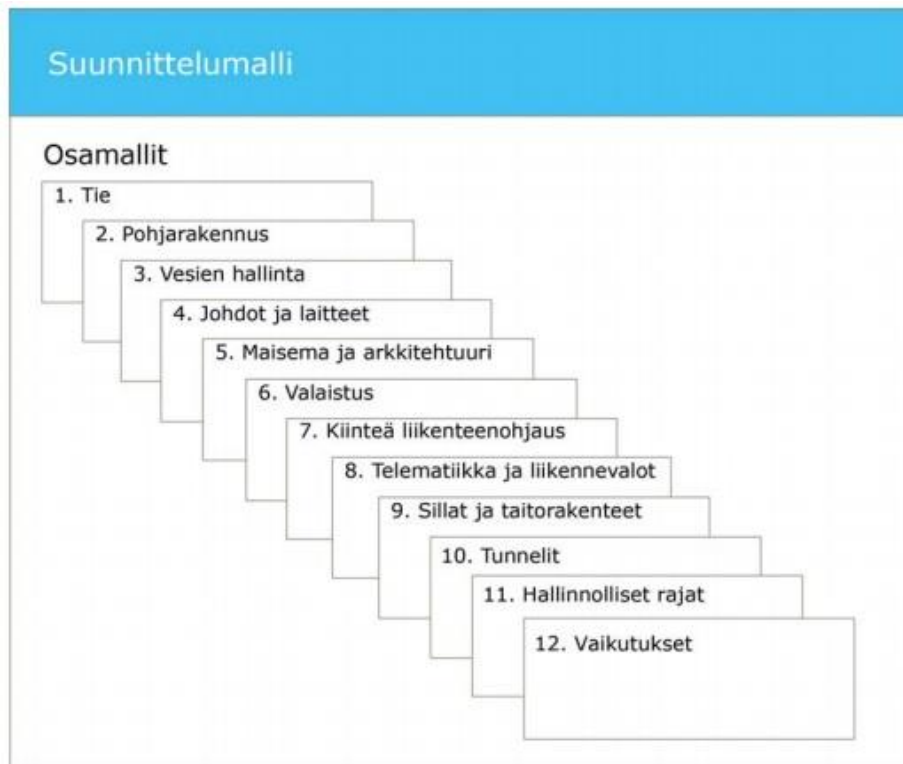 Suunnittelumalli
Osamallit
1. Tie
2. Pohjarakennus
3. Vesien hallinta
4. Johdot ja laitteet
5. Maisema ja arkkitehtuuri
6. Valaistus
7. Kiinteä liikenteenohjaus
8. Telematiikka ja liikennevalot
9. Sillat ja taitorakenteet
10. Tunnelit
11. Hallinnolliset rajat
12. Vaikutukset